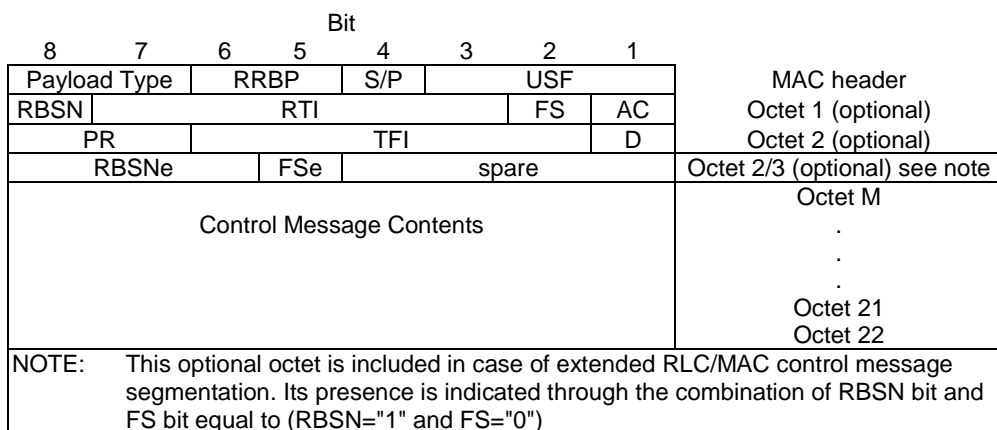 Bit
8 7 6 5 4 3 2 1
Payload Type RRBP S/P USF MAC header
RBSN RTI FS AC Octet 1 (optional)
PR TFI D Octet 2 (optional)
RBSNe FSe spare Octet 2/3 (optional) see note
Octet M
Control Message Contents .
.
.
Octet 21
Octet 22
NOTE: This optional octet is included in case of extended RLC/MAC control message
segmentation. Its presence is indicated through the combination of RBSN bit and
FS bit equal to (RBSN="1" and FS="0")